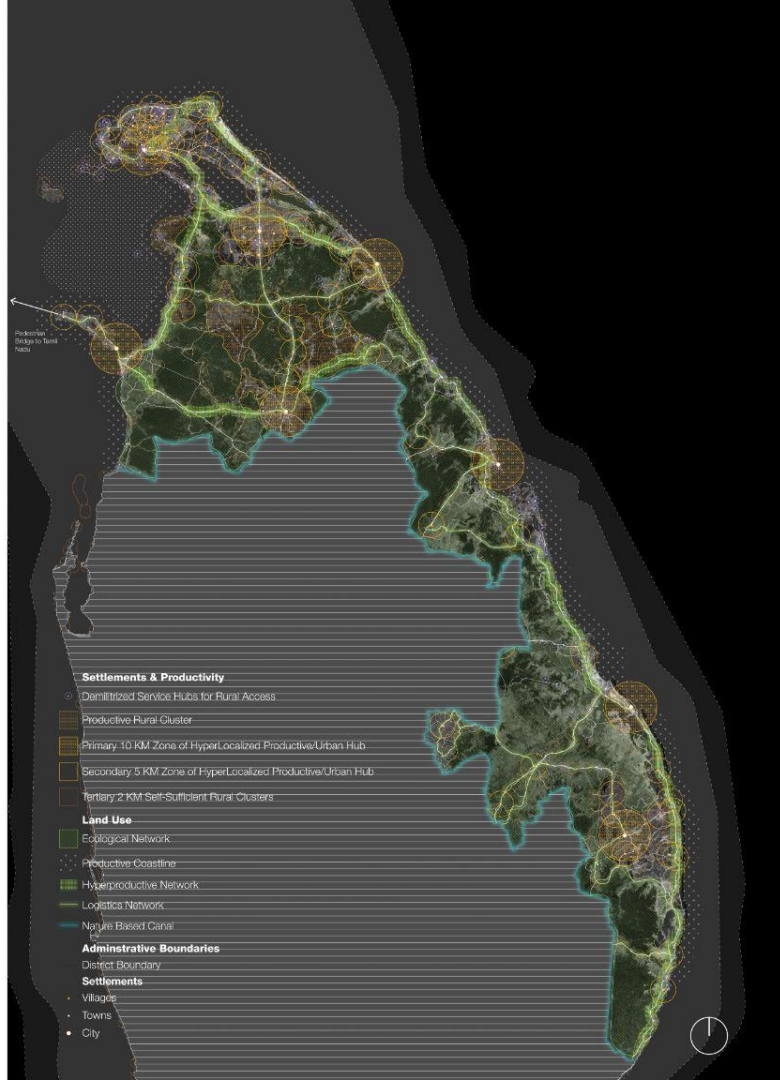 Pedestrian
Bridge to Tamil
Nadu
Settlements & Productivity
Demilitrized Service Hubs for Rural Access
Productive Rural Cluster
Primary 10 KM Zone of HyperLocalized Productive/Urban Hub
Secondary 5 KM Zone of HyperLocalized Productive/Urban Hub
Tertiary 2 KM Self-Sufficient Rural Clusters
Land Use
Ecological Network
Productive Coastline
Hyperproductive Network
Logistics Network
Nature Based Canal
Adminstrative Boundaries
District Boundary
Settlements
Villages
Towns
City